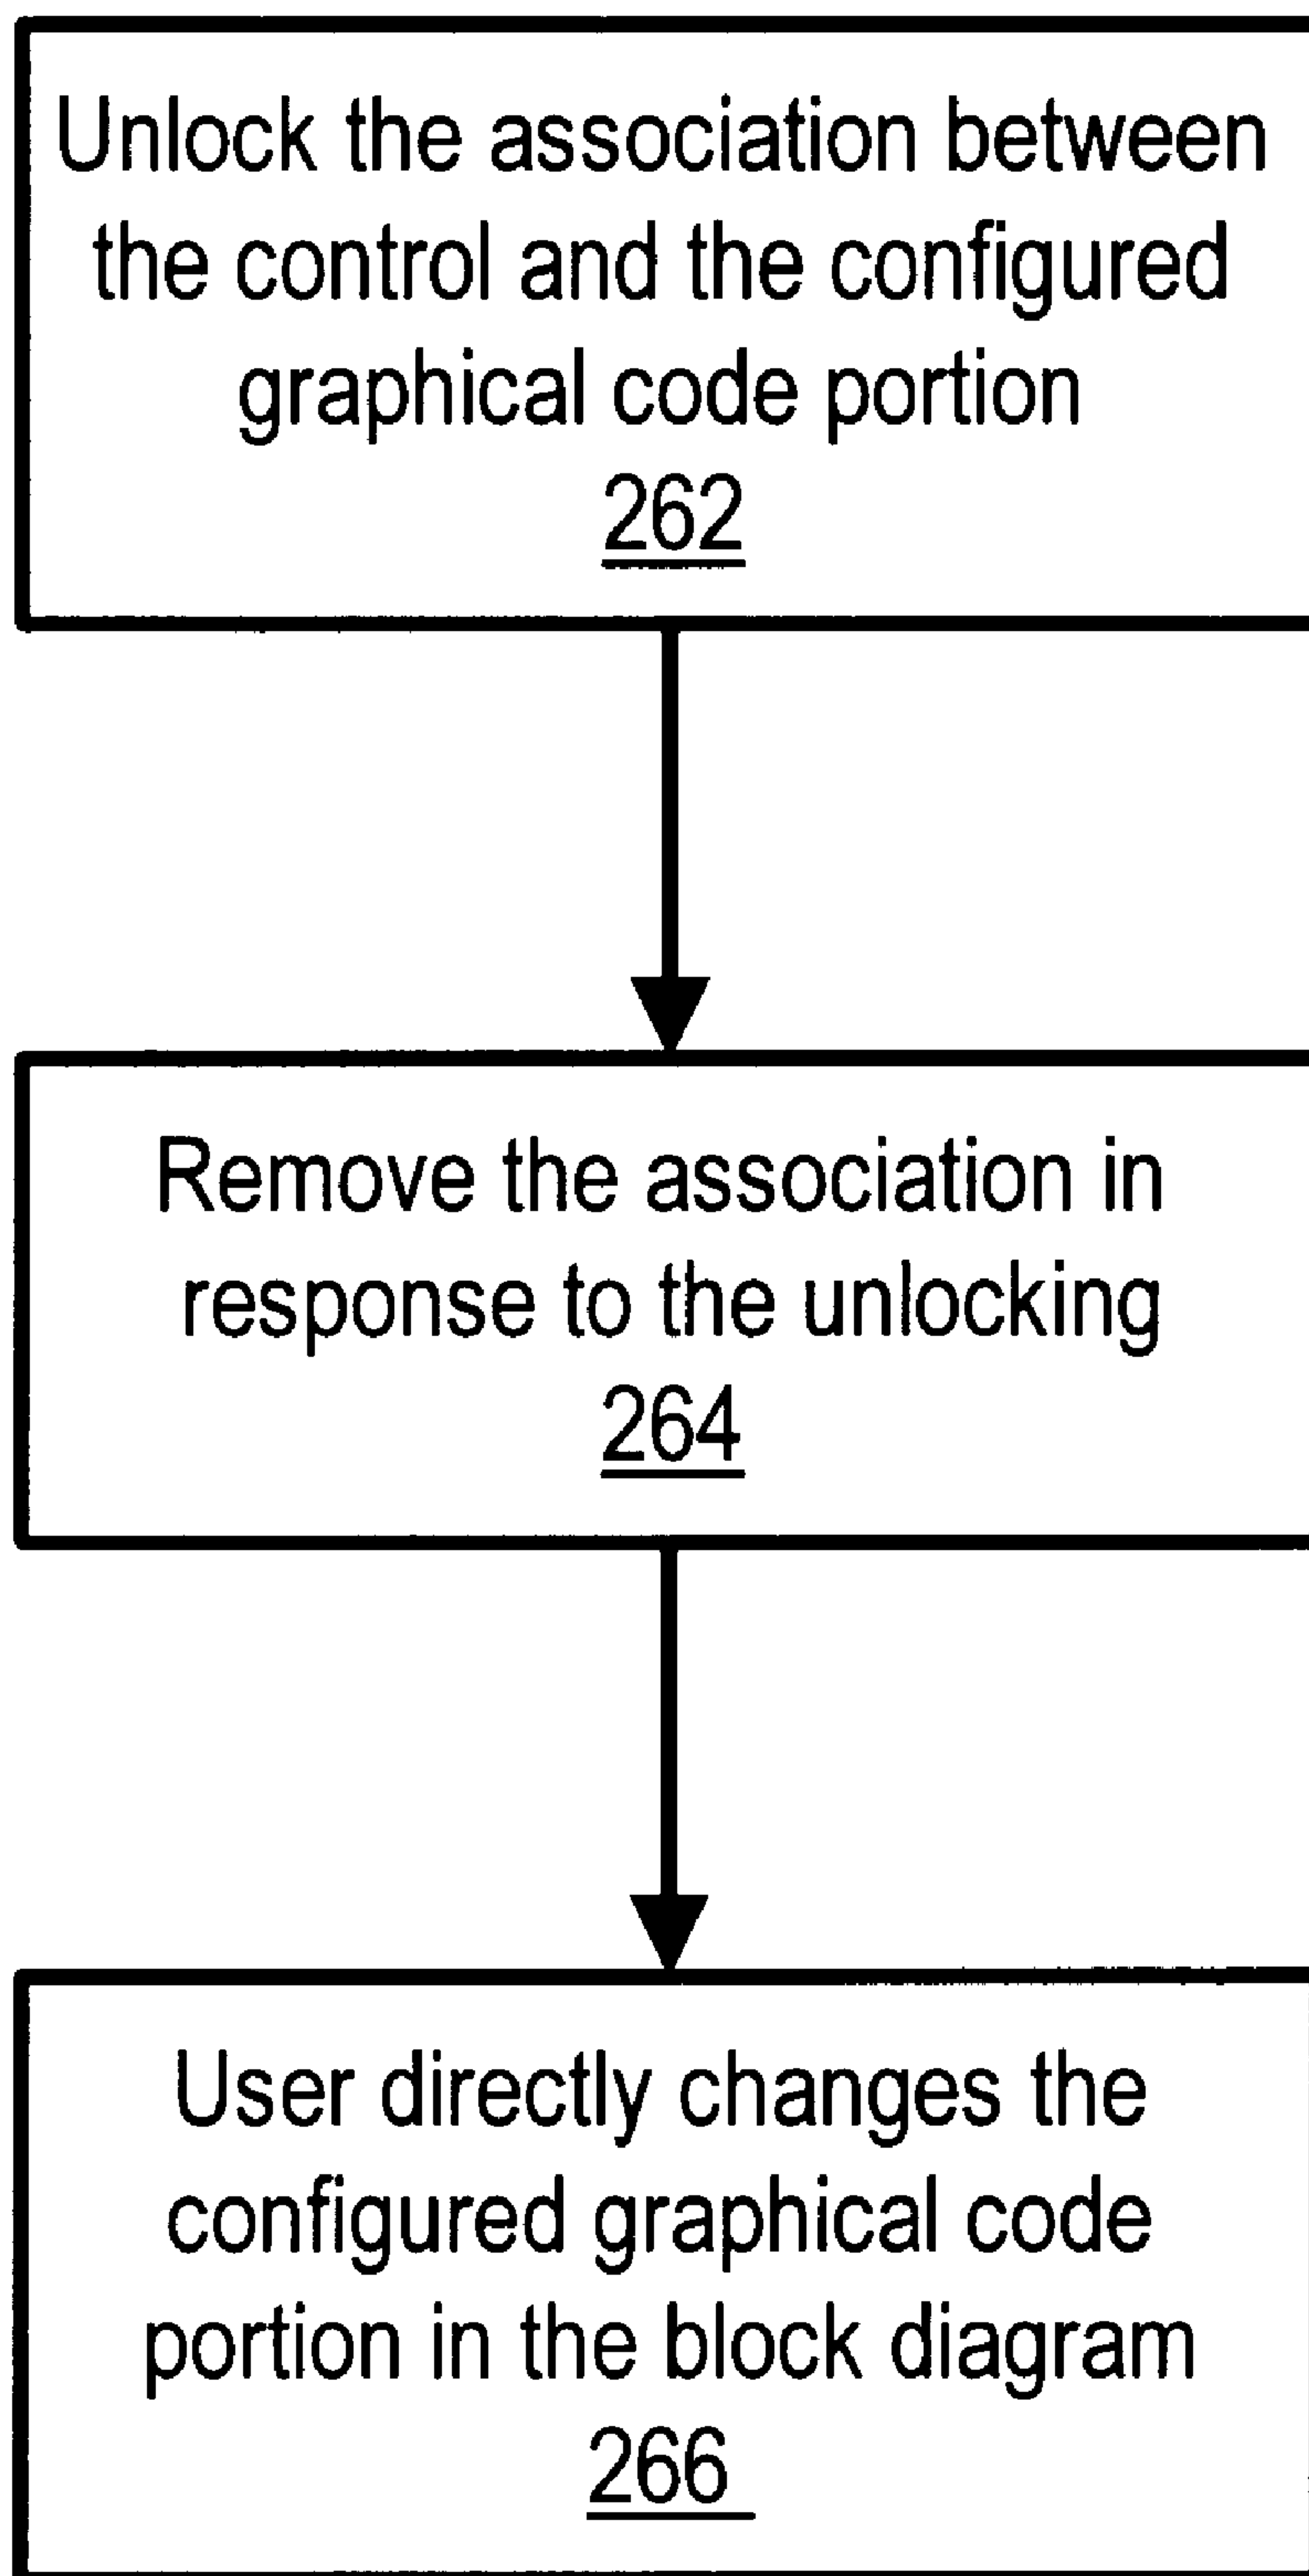 Unlock the association between
the control and the configured
graphical code portion
262
Remove the association in
response to the unlocking
264
User directly changes the
configured graphical code
portion in the block diagram
266